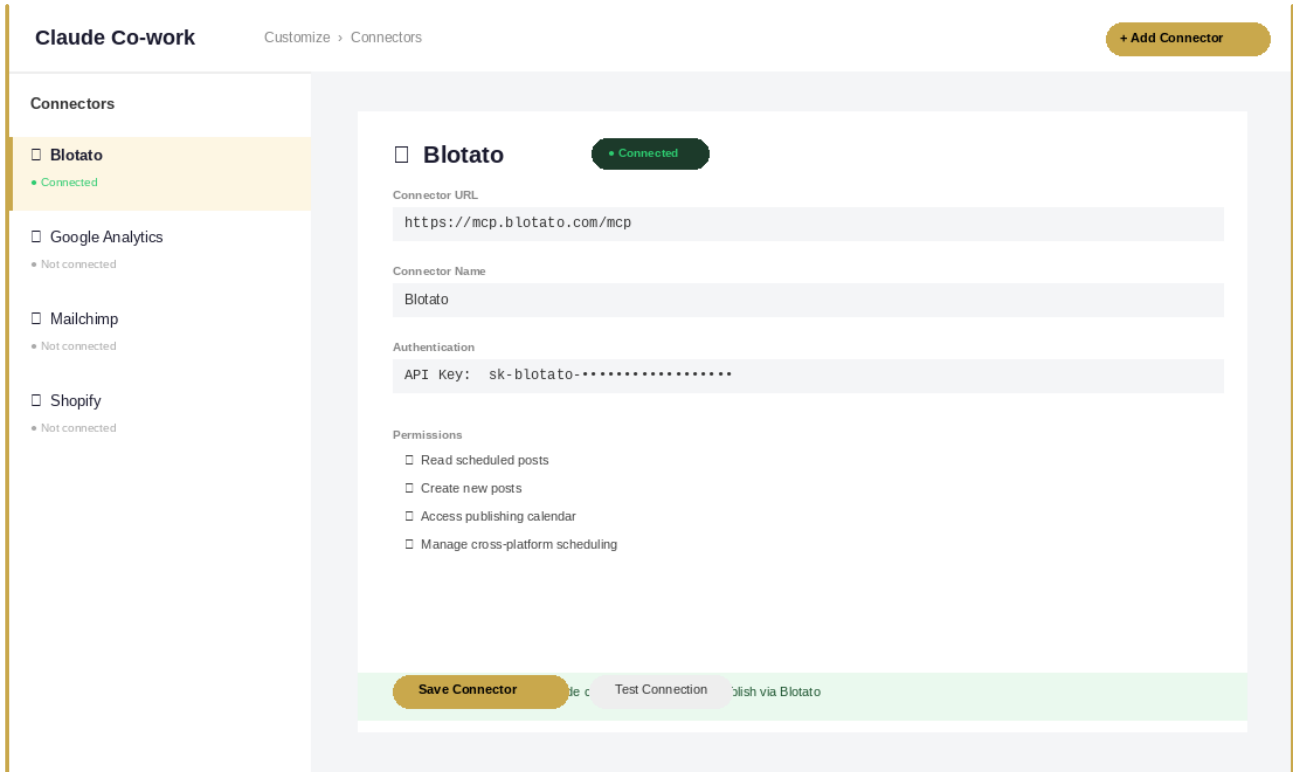 Claude Co-work
Customize › Connectors
+ Add Connector
Connectors
Blotato
● Connected
Google Analytics
● Not connected
Mailchimp
● Not connected
Shopify
● Not connected
Blotato
● Connected
Connector URL
https://mcp.blotato.com/mcp
Connector Name
Blotato
Authentication
API Key: sk-blotato-••••••••••••••••••
Permissions
Read scheduled posts
Create new posts
Access publishing calendar
Manage cross-platform scheduling
Save Connector
Test Connection
via Blotato